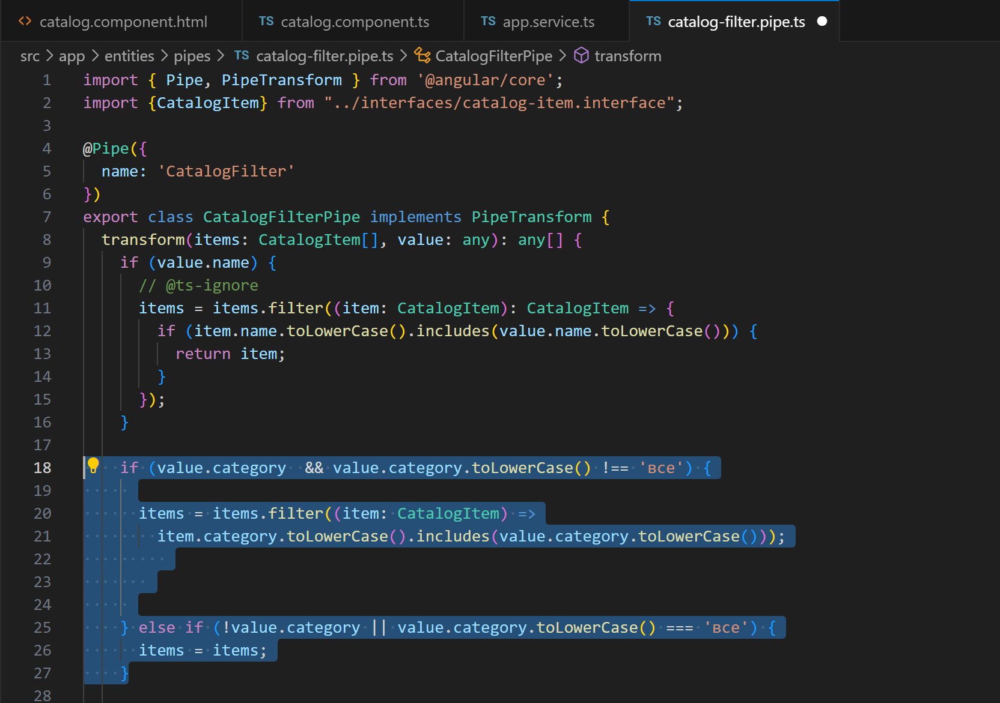 catalog.component.html TS catalog.component.ts TS app.service.ts TS catalog-filter.pipe.ts
src > app > entities > pipes > TS catalog-filter.pipe.ts > CatalogFilterPipe > transform
1 import { Pipe, PipeTransform } from '@angular/core';
2 import {CatalogItem} from "../interfaces/catalog-item.interface";
3
4 @Pipe({
5 name: 'CatalogFilter'
6 })
7 export class CatalogFilterPipe implements PipeTransform {
8 transform(items: CatalogItem[], value: any): any[] {
9 if (value.name) {
10 // @ts-ignore
11 items = items.filter((item: CatalogItem): CatalogItem => {
12 if (item.name.toLowerCase().includes(value.name.toLowerCase())) {
13 return item;
14 }
15 });
16 }
17
18 if (value.category  && value.category.toLowerCase() !== 'все') {
19
20 items = items.filter((item: CatalogItem) =>
21 item.category.toLowerCase().includes(value.category.toLowerCase()));
22
23
24
25 } else if (!value.category || value.category.toLowerCase() === 'все') {
26 items = items;
27 }
28